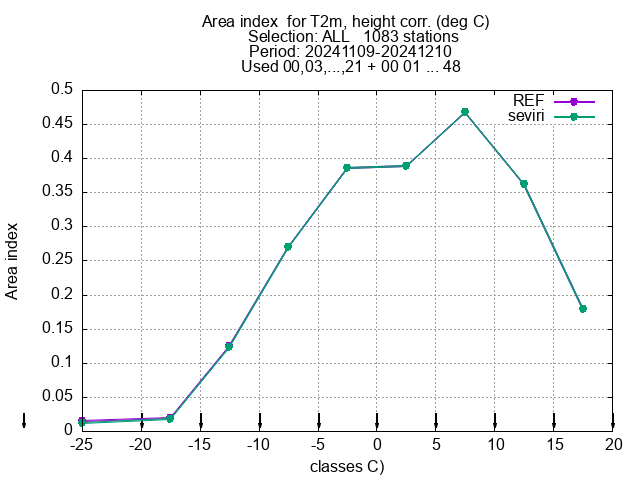 Area index  for T2m, height corr. (deg C)
Selection: ALL   1083 stations
Period: 20241109-20241210
Used 00,03,...,21 + 00 01 ... 48
REF
seviri
0.5
0.45
0.4
0.35
0.3
0.25
0.2
0.15
0.1
0.05
0
Area index
-25 -20 -15 -10 -5 0 5 10 15 20
classes C)